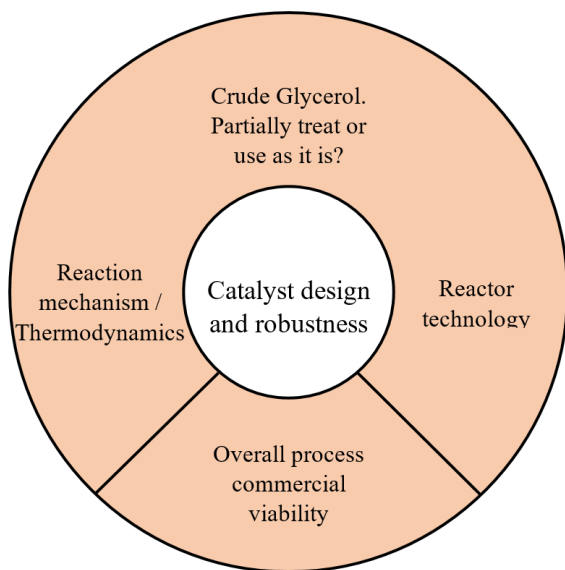 Crude Glycerol.
Partially treat or
use as it is?
Reaction
mechanism /
Thermodynamics
Catalyst design
and robustness
Reactor
technology
Overall process
commercial
viability